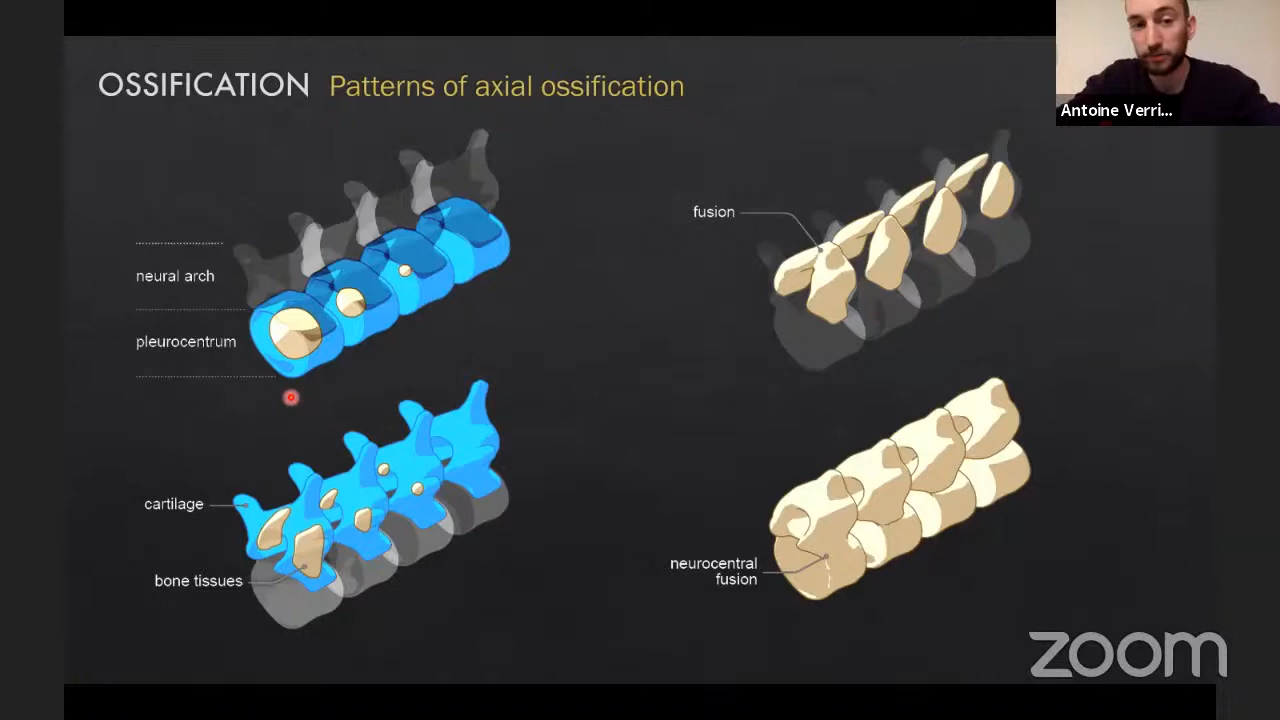 OSSIFICATION Patterns of axial ossification
Antoine Verri...
neural arch
pleurocentrum
fusion
cartilage
bone tissues
neurocentral
fusion
zoom